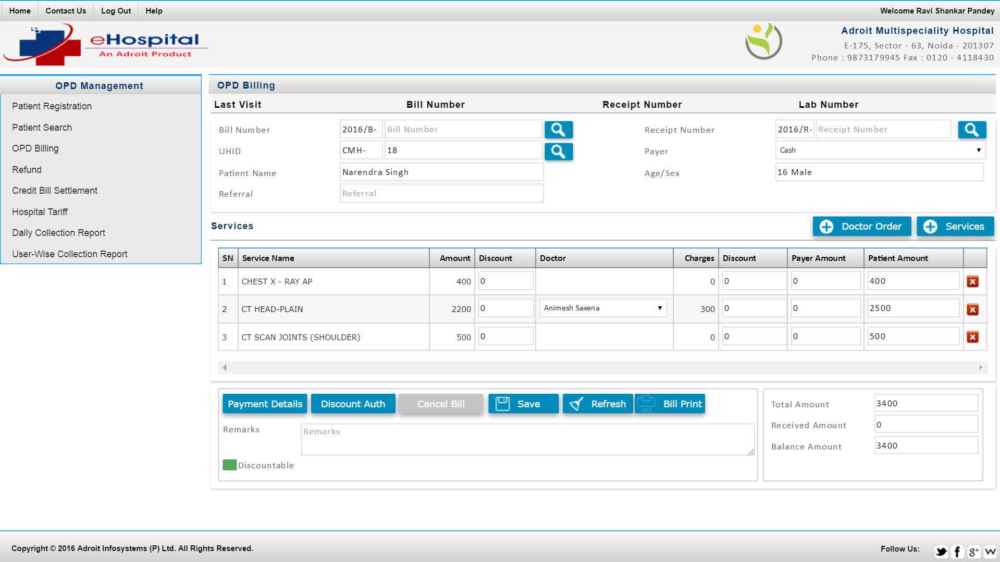 Home Contact Us Log Out Help Welcome Ravi Shankar Pandey
eHospital
An Adroit Product
Adroit Multispeciality Hospital
E-175, Sector - 63, Noida - 201307
Phone : 9873179945 Fax : 0120 - 4118430
OPD Management
Patient Registration
Patient Search
OPD Billing
Refund
Credit Bill Settlement
Hospital Tariff
Daily Collection Report
User-Wise Collection Report
OPD Billing
Last Visit Bill Number Receipt Number Lab Number
Bill Number 2016/B- Bill Number Receipt Number 2016/R- Receipt Number
UHID CMH- 18 Payer Cash
Patient Name Narendra Singh Age/Sex 16 Male
Referral Referral
Services Doctor Order Services
SN Service Name Amount Discount Doctor Charges Discount Payer Amount Patient Amount
1 CHEST X - RAY AP 400 0 0 0 0 400
2 CT HEAD-PLAIN 2200 0 Animesh Saxena 300 0 0 2500
3 CT SCAN JOINTS (SHOULDER) 500 0 0 0 0 500
Payment Details Discount Auth Cancel Bill Save Refresh Bill Print
Remarks Remarks
Discountable
Total Amount 3400
Received Amount 0
Balance Amount 3400
Copyright © 2016 Adroit Infosystems (P) Ltd. All Rights Reserved. Follow Us: